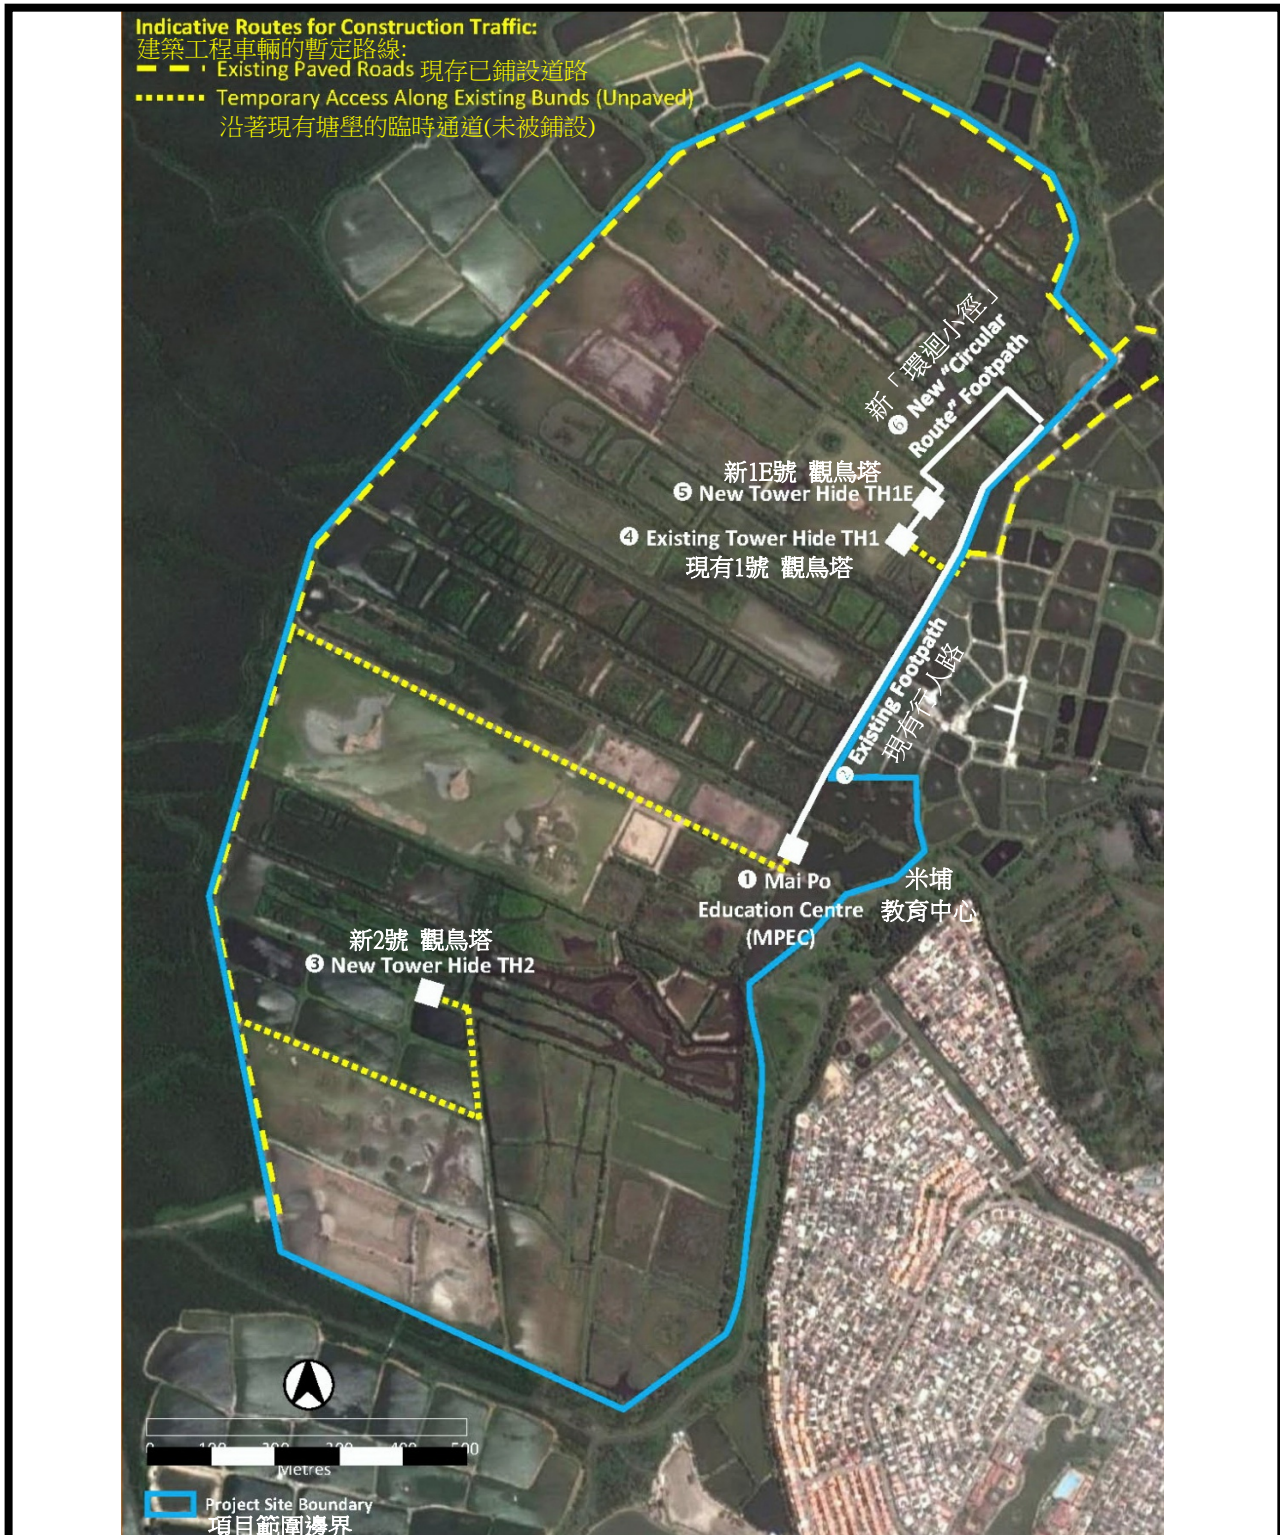 Indicative Routes for Construction Traffic:
建築工程車輛的暫定路線:
Existing Paved Roads 現存已鋪設道路
Temporary Access Along Existing Bunds (Unpaved)
沿著現有塘壆的臨時通道(未被鋪設)
新「環迴小徑」
❻ New "Circular
Route" Footpath
新1E號 觀鳥塔
❺ New Tower Hide TH1E
❹ Existing Tower Hide TH1
現有1號 觀鳥塔
❷ Existing Footpath
現有行人路
❶ Mai Po
Education Centre
(MPEC)
米埔
教育中心
新2號 觀鳥塔
❸ New Tower Hide TH2
0 100 200 300 400 500
Metres
Project Site Boundary
項目範圍邊界